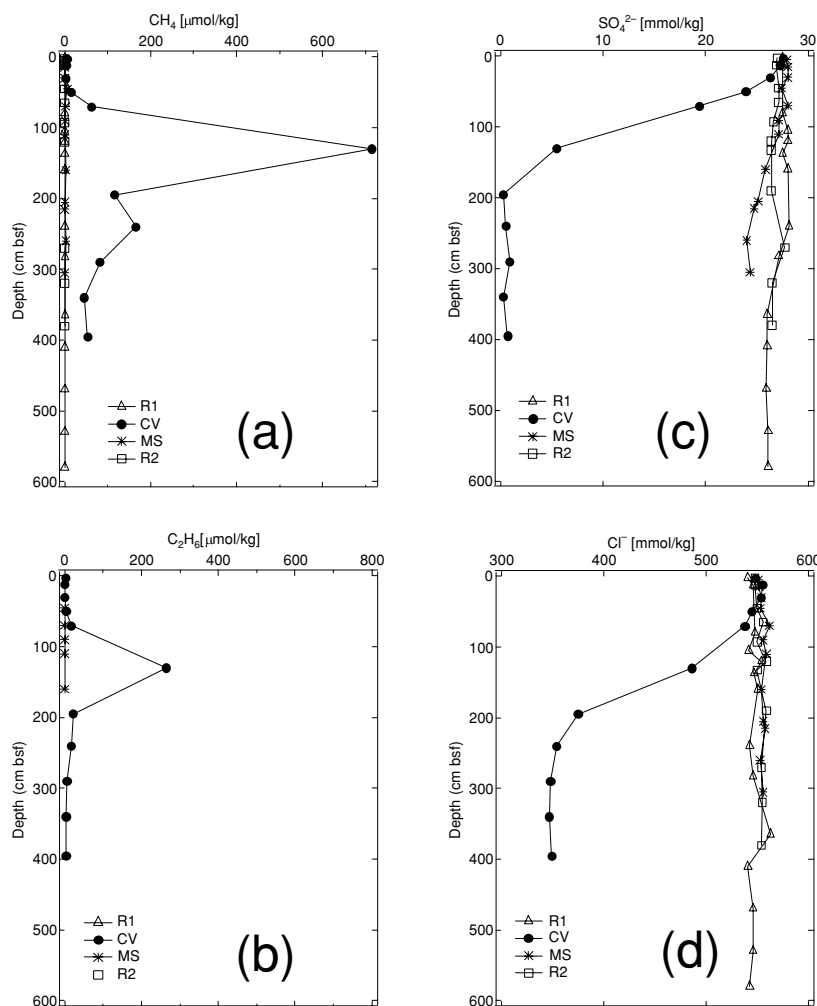 CH₄ [μmol/kg]
0 200 400 600
0
100
200
300
400
500
600
Depth (cm bsf)
R1
CV
MS
R2
(a)
SO₄²⁻ [mmol/kg]
0 10 20 30
0
100
200
300
400
500
600
Depth (cm bsf)
R1
CV
MS
R2
(c)
C₂H₆[μmol/kg]
0 200 400 600 800
0
100
200
300
400
500
600
Depth (cm bsf)
R1
CV
MS
R2
(b)
Cl⁻ [mmol/kg]
300 400 500 600
0
100
200
300
400
500
600
Depth (cm bsf)
R1
CV
MS
R2
(d)